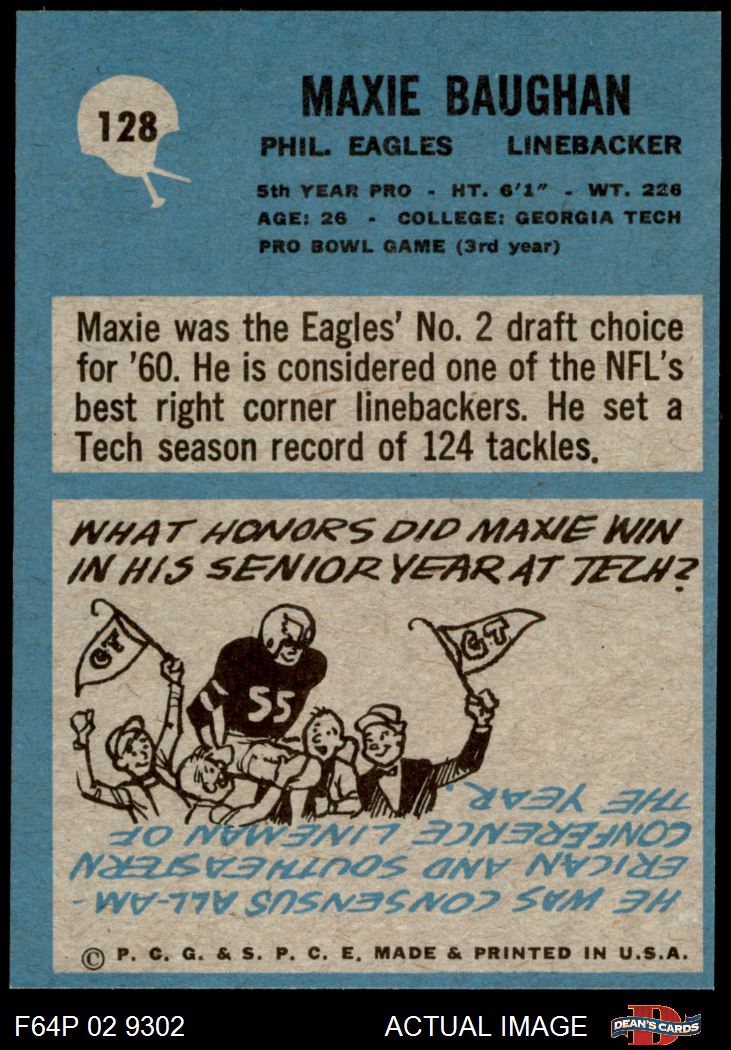 128
MAXIE BAUGHAN
PHIL. EAGLES LINEBACKER
5th YEAR PRO - HT. 6'1" - WT. 226
AGE: 26 - COLLEGE: GEORGIA TECH
PRO BOWL GAME (3rd year)
Maxie was the Eagles' No. 2 draft choice
for '60. He is considered one of the NFL's
best right corner linebackers. He set a
Tech season record of 124 tackles.
WHAT HONORS DID MAXIE WIN
IN HIS SENIOR YEAR AT TECH?
GT
GT
55
HE WAS CONSENSUS ALL-AM-
ERICAN AND SOUTHEASTERN
CONFERENCE LINEMAN OF
THE YEAR.
© P. C. G. & S. P. C. E. MADE & PRINTED IN U.S.A.
F64P 02 9302 ACTUAL IMAGE
D
DEAN'S CARDS